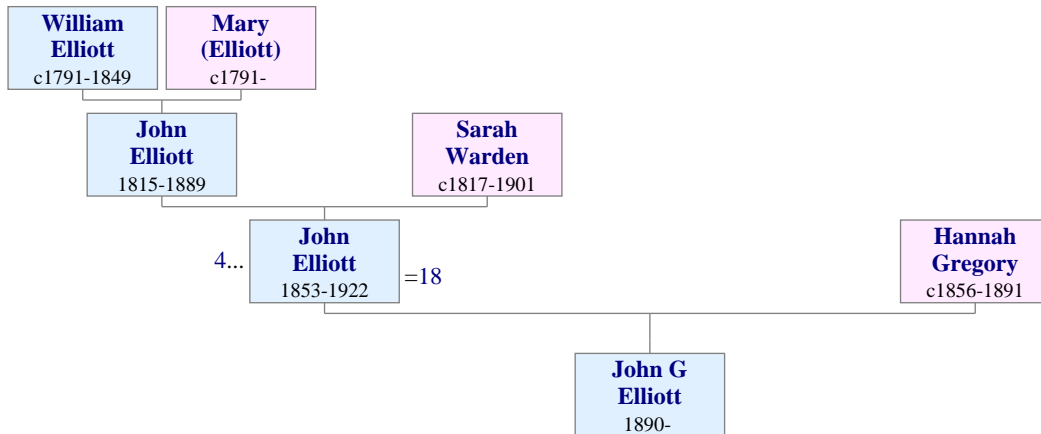 William
Elliott
c1791-1849
Mary
(Elliott)
c1791-
John
Elliott
1815-1889
Sarah
Warden
c1817-1901
4...
John
Elliott
1853-1922
=18
Hannah
Gregory
c1856-1891
John G
Elliott
1890-